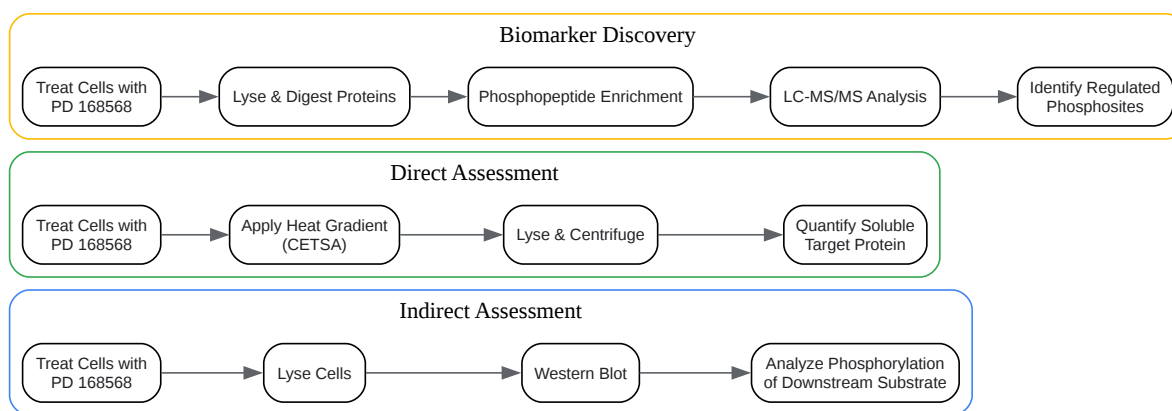 Biomarker Discovery
Treat Cells with
PD 168568
Lyse & Digest Proteins
Phosphopeptide Enrichment
LC-MS/MS Analysis
Identify Regulated
Phosphosites
Direct Assessment
Treat Cells with
PD 168568
Apply Heat Gradient
(CETSA)
Lyse & Centrifuge
Quantify Soluble
Target Protein
Indirect Assessment
Treat Cells with
PD 168568
Lyse Cells
Western Blot
Analyze Phosphorylation
of Downstream Substrate